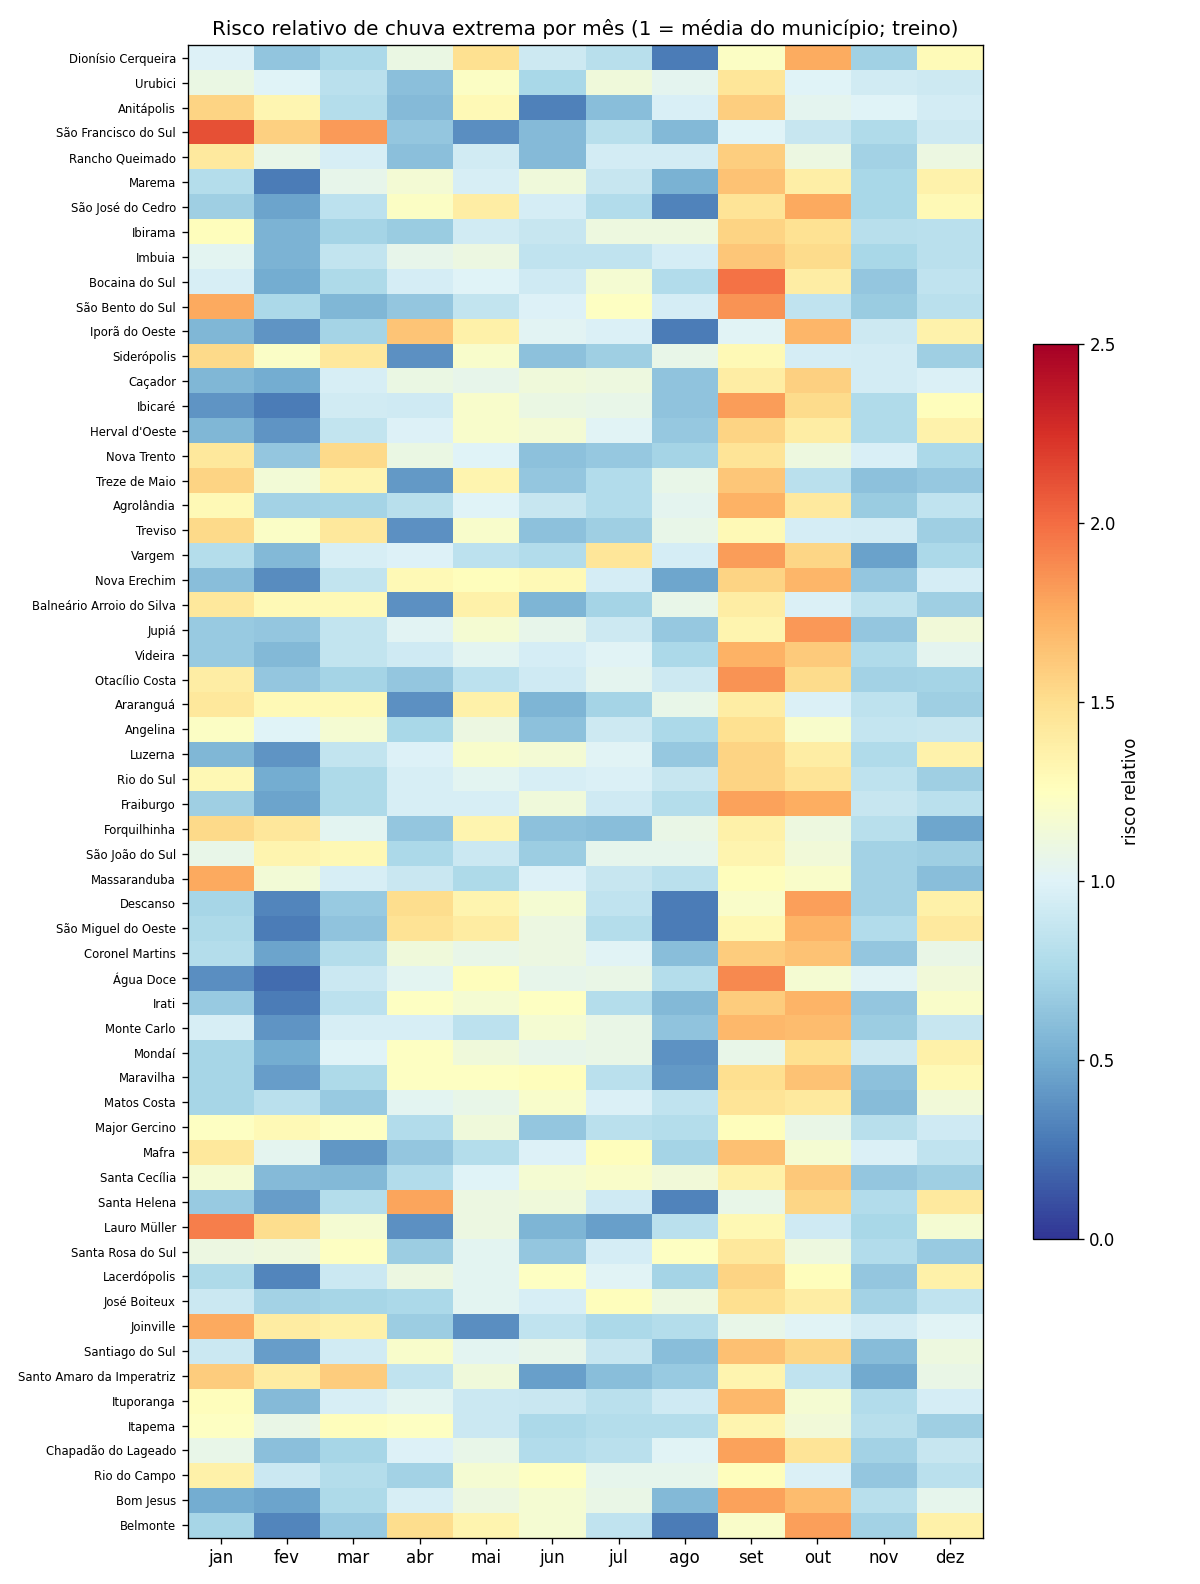 Risco relativo de chuva extrema por mês (1 = média do município; treino)
Dionísio Cerqueira
Urubici
Anitápolis
São Francisco do Sul
Rancho Queimado
Marema
São José do Cedro
Ibirama
Imbuia
Bocaina do Sul
São Bento do Sul
Iporã do Oeste
Siderópolis
Caçador
Ibicaré
Herval d'Oeste
Nova Trento
Treze de Maio
Agrolândia
Treviso
Vargem
Nova Erechim
Balneário Arroio do Silva
Jupiá
Videira
Otacílio Costa
Araranguá
Angelina
Luzerna
Rio do Sul
Fraiburgo
Forquilhinha
São João do Sul
Massaranduba
Descanso
São Miguel do Oeste
Coronel Martins
Água Doce
Irati
Monte Carlo
Mondaí
Maravilha
Matos Costa
Major Gercino
Mafra
Santa Cecília
Santa Helena
Lauro Müller
Santa Rosa do Sul
Lacerdópolis
José Boiteux
Joinville
Santiago do Sul
Santo Amaro da Imperatriz
Ituporanga
Itapema
Chapadão do Lageado
Rio do Campo
Bom Jesus
Belmonte
jan fev mar abr mai jun jul ago set out nov dez
2.5
2.0
1.5
1.0
0.5
0.0
risco relativo